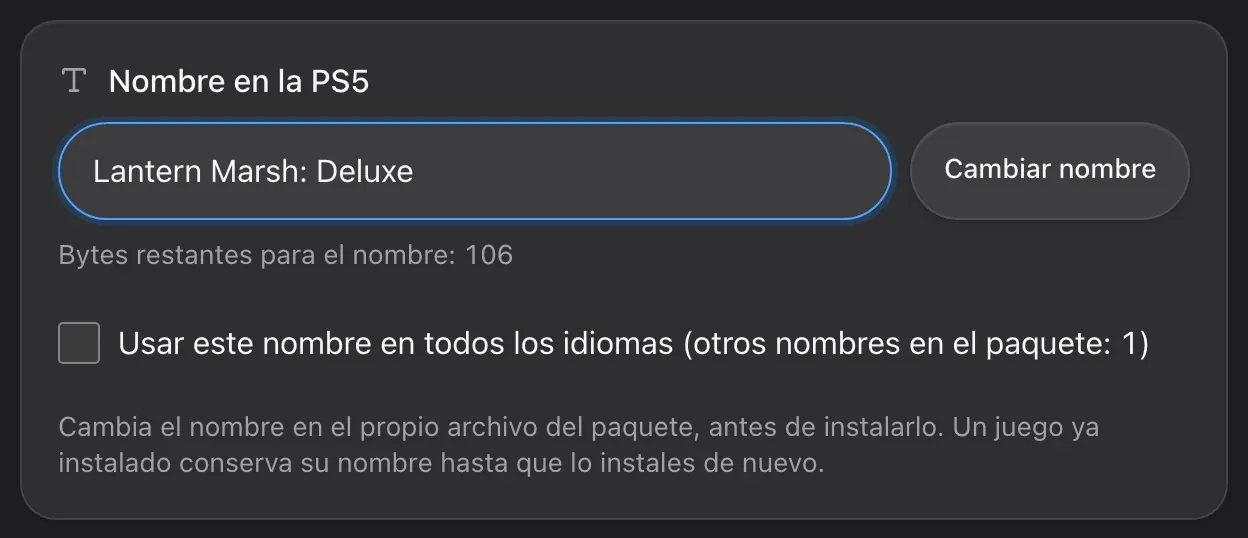 Nombre en la PS5
Lantern Marsh: Deluxe
Cambiar nombre
Bytes restantes para el nombre: 106
Usar este nombre en todos los idiomas (otros nombres en el paquete: 1)
Cambia el nombre en el propio archivo del paquete, antes de instalarlo. Un juego ya
instalado conserva su nombre hasta que lo instales de nuevo.